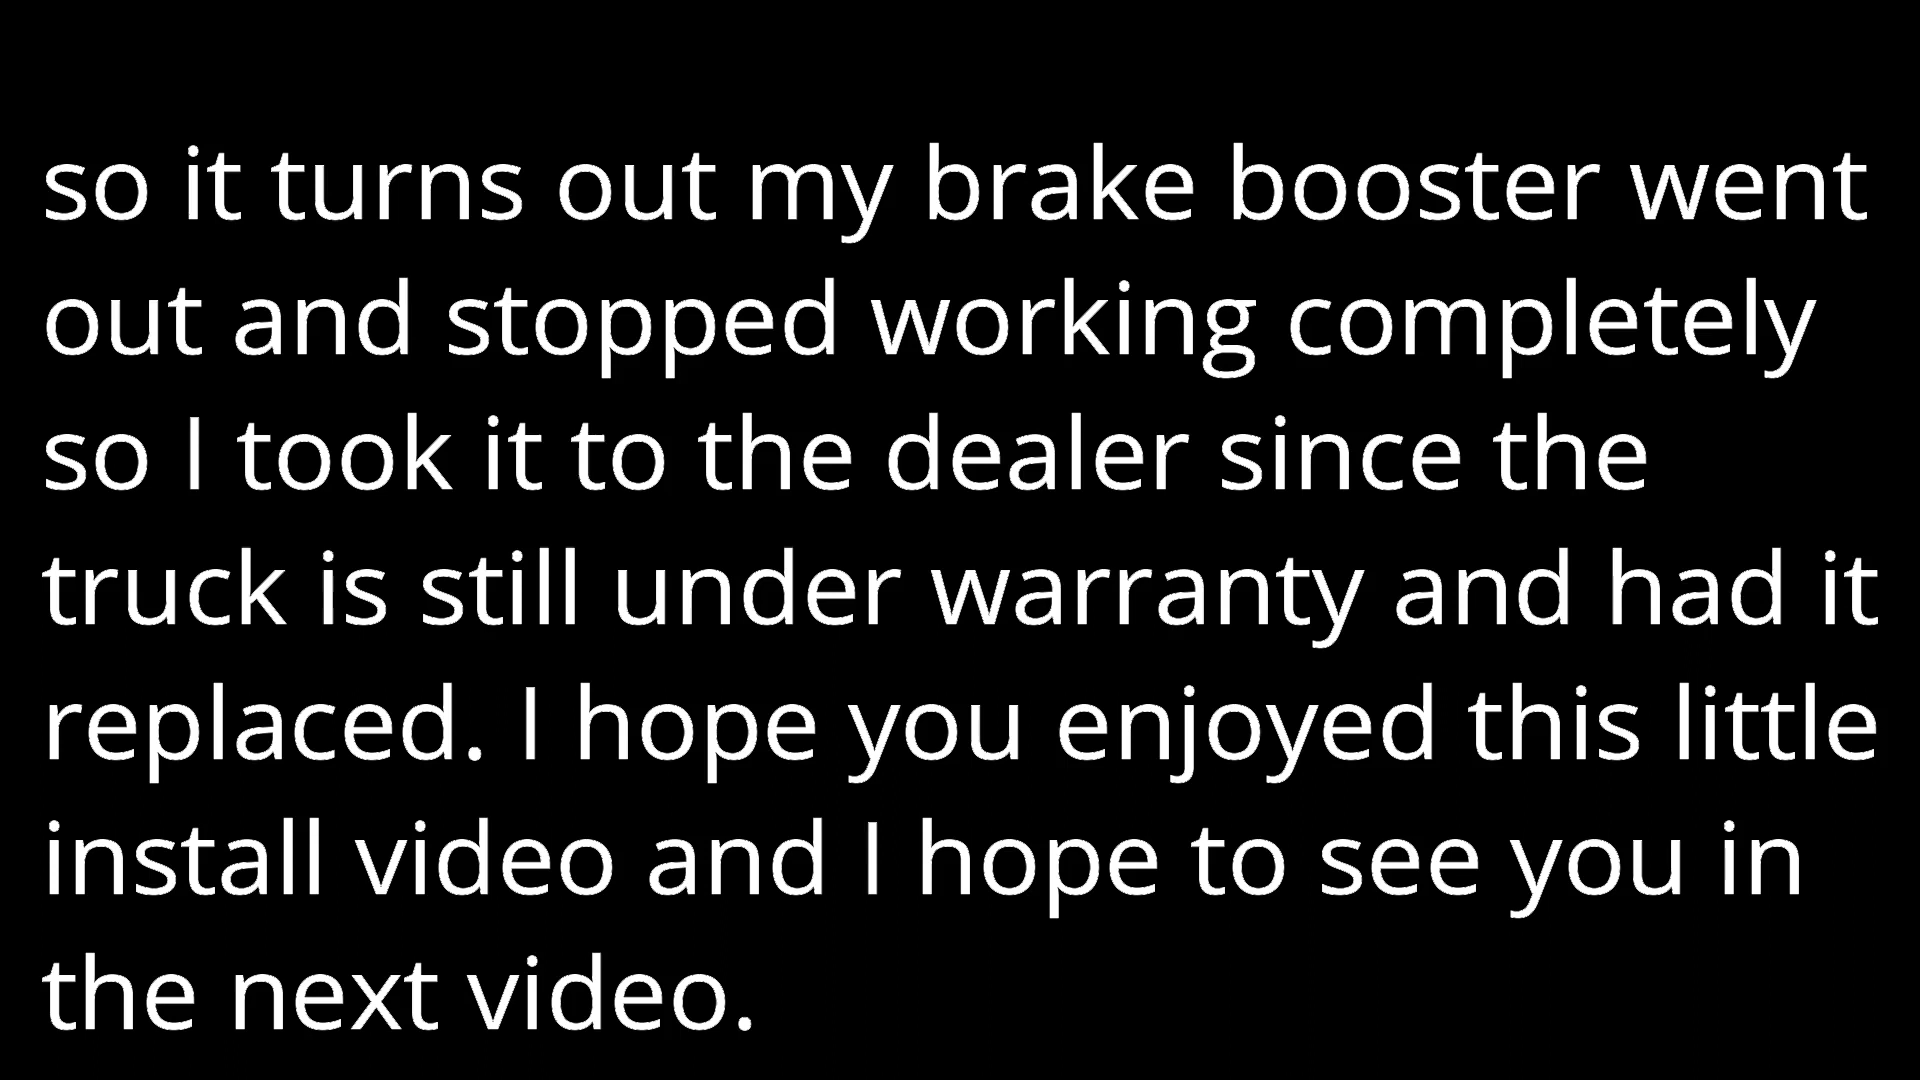 so it turns out my brake booster went
out and stopped working completely
so I took it to the dealer since the
truck is still under warranty and had it
replaced. I hope you enjoyed this little
install video and I hope to see you in
the next video.